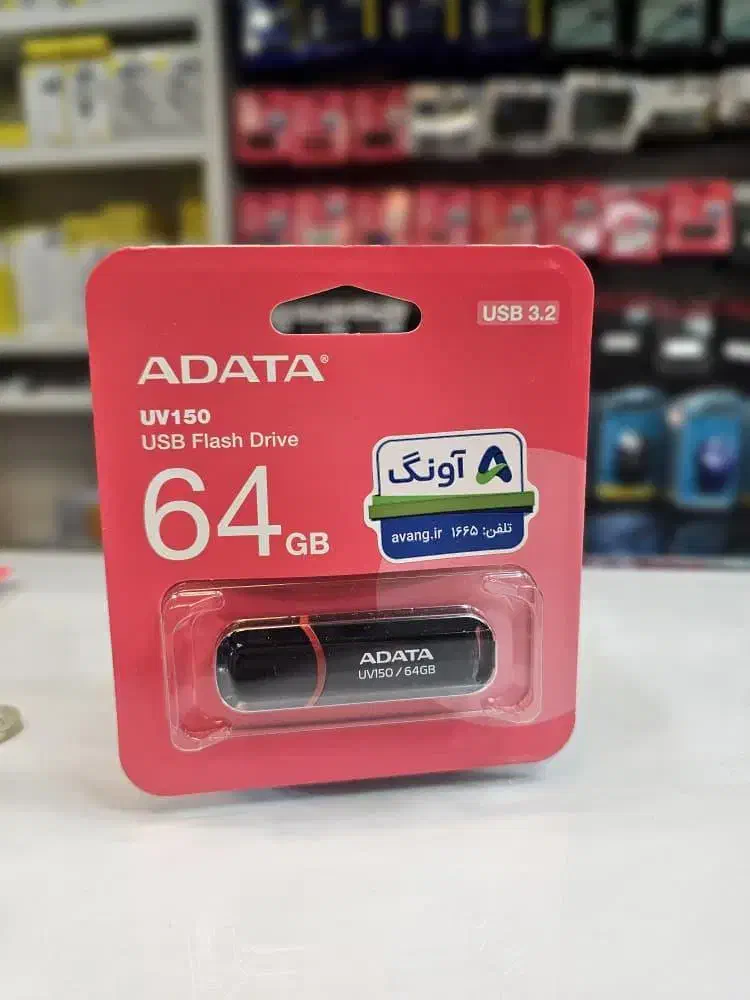 USB 3.2
ADATA®
UV150
USB Flash Drive
64GB
آونگ
تلفن: ۱۶۶۵ avang.ir
ADATA
UV150/64GB